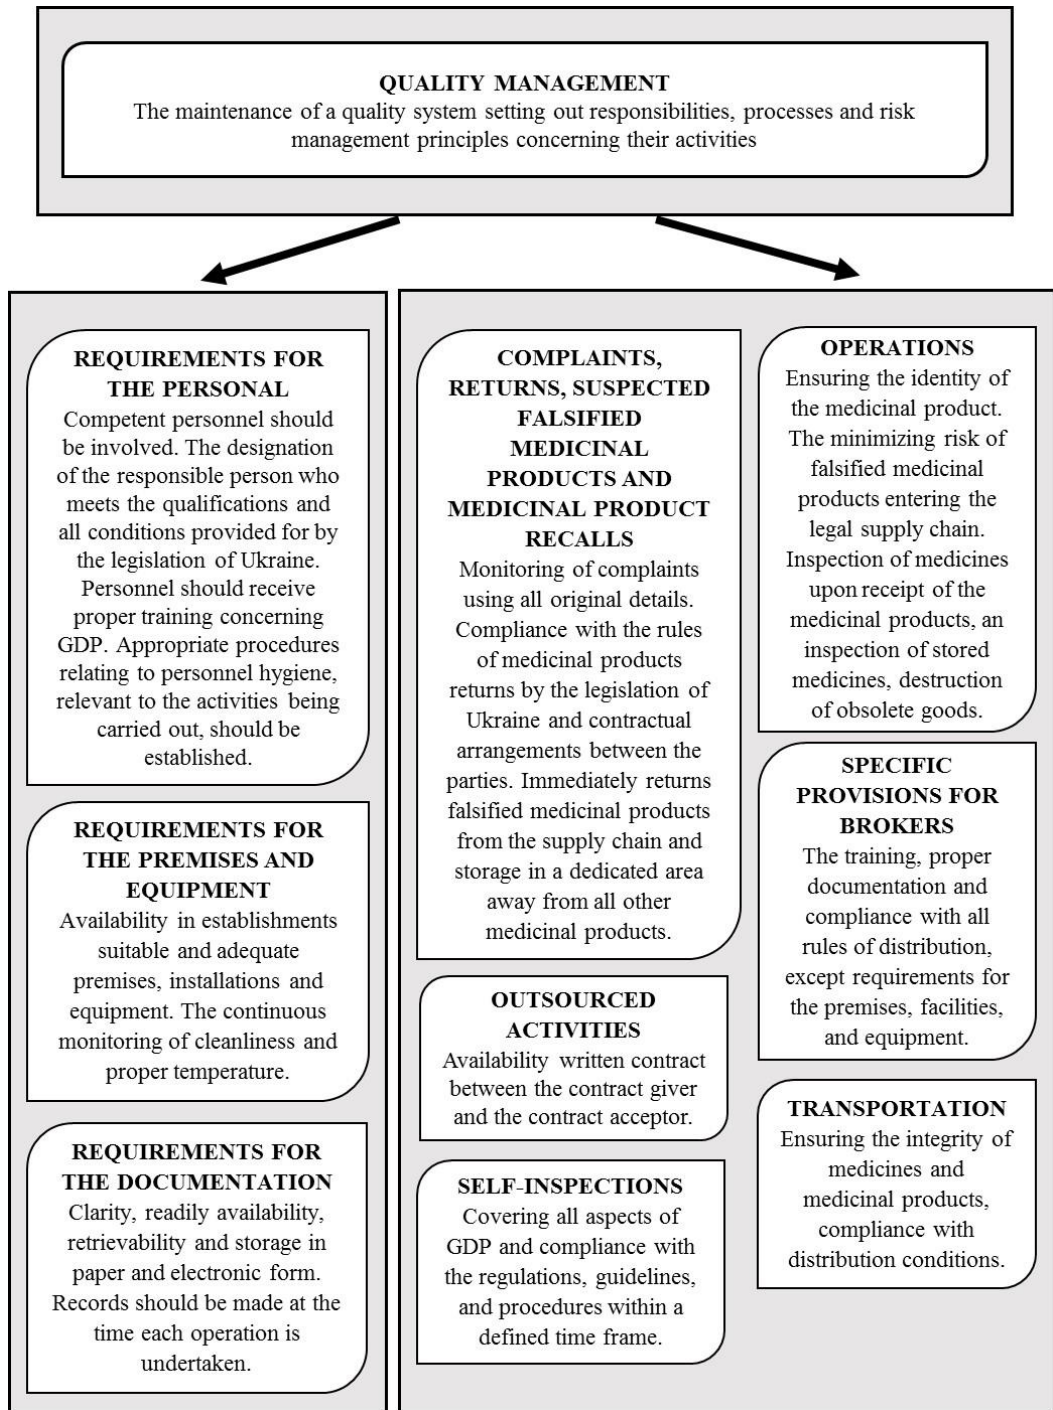 QUALITY MANAGEMENT
The maintenance of a quality system setting out responsibilities, processes and risk
management principles concerning their activities
REQUIREMENTS FOR
THE PERSONAL
Competent personnel should
be involved. The designation
of the responsible person who
meets the qualifications and
all conditions provided for by
the legislation of Ukraine.
Personnel should receive
proper training concerning
GDP. Appropriate procedures
relating to personnel hygiene,
relevant to the activities being
carried out, should be
established.
REQUIREMENTS FOR
THE PREMISES AND
EQUIPMENT
Availability in establishments
suitable and adequate
premises, installations and
equipment. The continuous
monitoring of cleanliness and
proper temperature.
REQUIREMENTS FOR
THE DOCUMENTATION
Clarity, readily availability,
retrievability and storage in
paper and electronic form.
Records should be made at the
time each operation is
undertaken.
COMPLAINTS,
RETURNS, SUSPECTED
FALSIFIED
MEDICINAL
PRODUCTS AND
MEDICINAL PRODUCT
RECALLS
Monitoring of complaints
using all original details.
Compliance with the rules
of medicinal products
returns by the legislation of
Ukraine and contractual
arrangements between the
parties. Immediately returns
falsified medicinal products
from the supply chain and
storage in a dedicated area
away from all other
medicinal products.
OUTSOURCED
ACTIVITIES
Availability written contract
between the contract giver
and the contract acceptor.
SELF-INSPECTIONS
Covering all aspects of
GDP and compliance with
the regulations, guidelines,
and procedures within a
defined time frame.
OPERATIONS
Ensuring the identity of
the medicinal product.
The minimizing risk of
falsified medicinal
products entering the
legal supply chain.
Inspection of medicines
upon receipt of the
medicinal products, an
inspection of stored
medicines, destruction
of obsolete goods.
SPECIFIC
PROVISIONS FOR
BROKERS
The training, proper
documentation and
compliance with all
rules of distribution,
except requirements for
the premises, facilities,
and equipment.
TRANSPORTATION
Ensuring the integrity of
medicines and
medicinal products,
compliance with
distribution conditions.